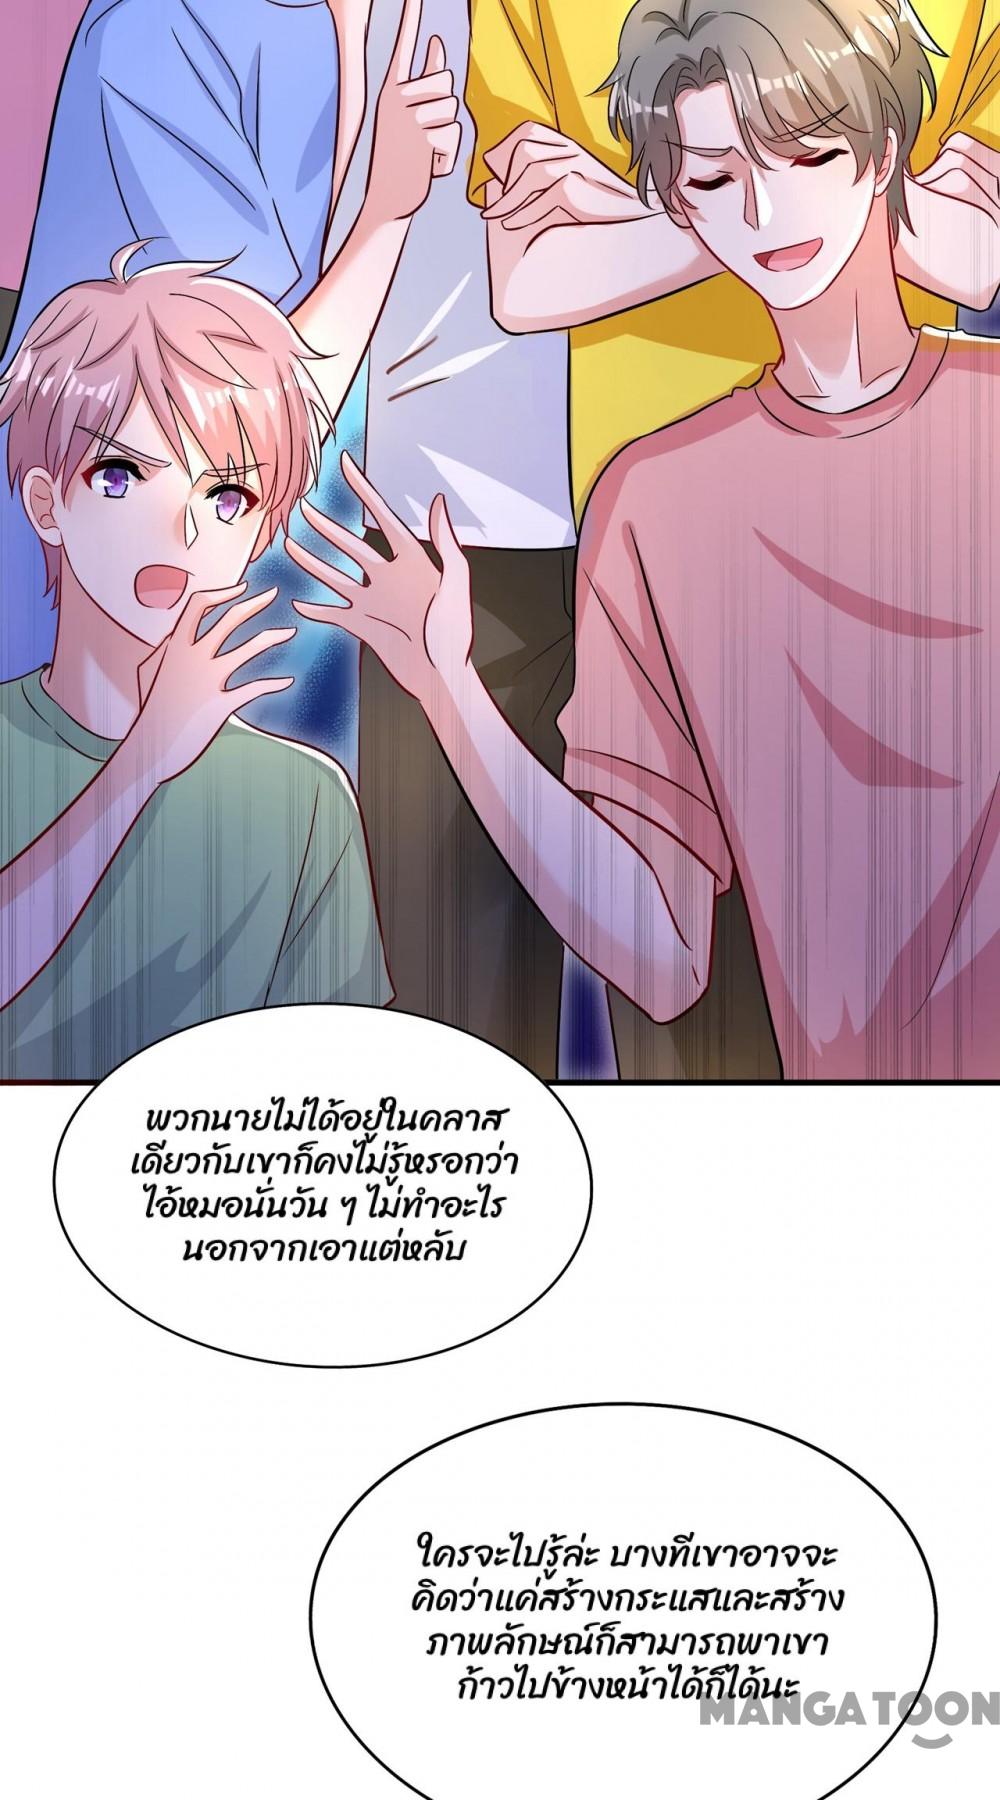 พวกนายไม่ได้อยู่ในคลาส
เดียวกับเขาก็คงไม่รู้หรอกว่า
ไอ้หมอนั่นวัน ๆ ไม่ทำอะไร
นอกจากเอาแต่หลับ
ใครจะไปรู้ล่ะ บางทีเขาอาจจะ
คิดว่าแค่สร้างกระแสและสร้าง
ภาพลักษณ์ก็สามารถพาเขา
ก้าวไปข้างหน้าได้ก็ได้นะ
MANGATOON